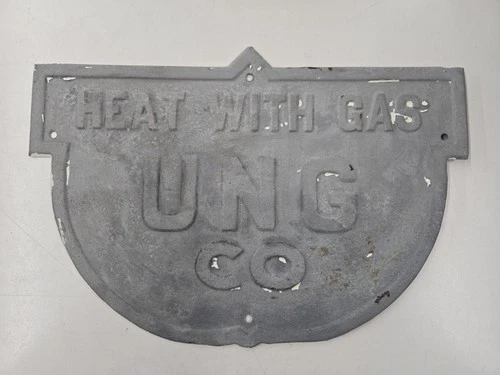 HEAT WITH GAS
UNG
CO